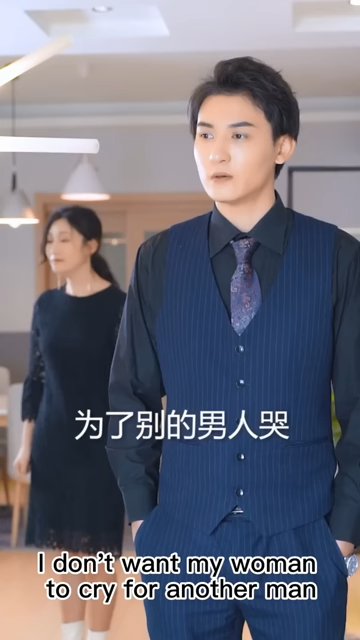 为了别的男人哭
I don't want my woman
to cry for another man